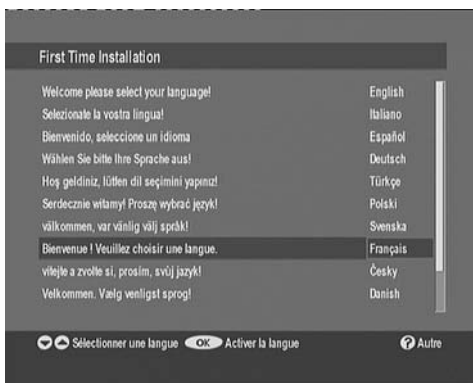 First Time Installation
Welcome please select your language! English
Selezionate la vostra lingua! Italiano
Bienvenido, seleccione un idioma Español
Wählen Sie bitte Ihre Sprache aus! Deutsch
Hoş geldiniz, lütfen dil seçimini yapınız! Türkçe
Serdecznie witamy! Proszę wybrać język! Polski
välkommen, var vänlig välj språk! Svenska
Bienvenue ! Veuillez choisir une langue. Français
vítejte a zvolte si, prosím, svůj jazyk! Česky
Velkommen. Vælg venligst sprog! Danish
Sélectionner une langue OK Activer la langue ? Autre